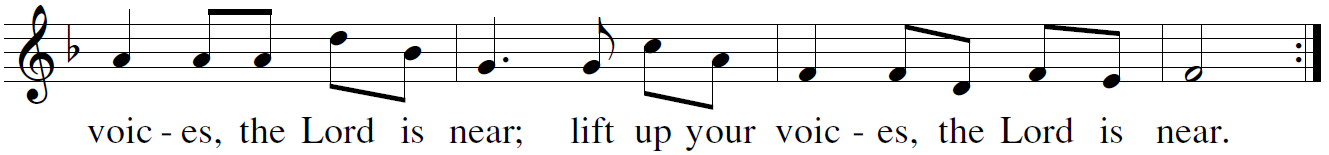 voic - es, the Lord is near; lift up your voic - es, the Lord is near.